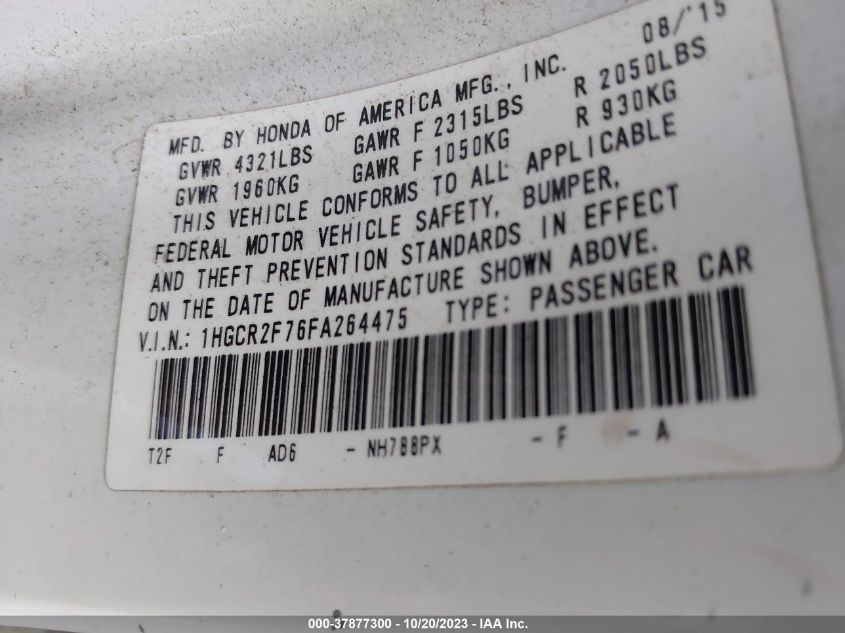 08/'15
MFD. BY HONDA OF AMERICA MFG., INC.
GVWR 4321LBS GAWR F 2315LBS R 2050LBS
GVWR 1960KG GAWR F 1050KG R 930KG
THIS VEHICLE CONFORMS TO ALL APPLICABLE
FEDERAL MOTOR VEHICLE SAFETY, BUMPER,
AND THEFT PREVENTION STANDARDS IN EFFECT
ON THE DATE OF MANUFACTURE SHOWN ABOVE.
V.I.N.: 1HGCR2F76FA264475 TYPE: PASSENGER CAR
T2F F AD6 - NH788PX - F - A
000-37877300 - 10/20/2023 - IAA Inc.